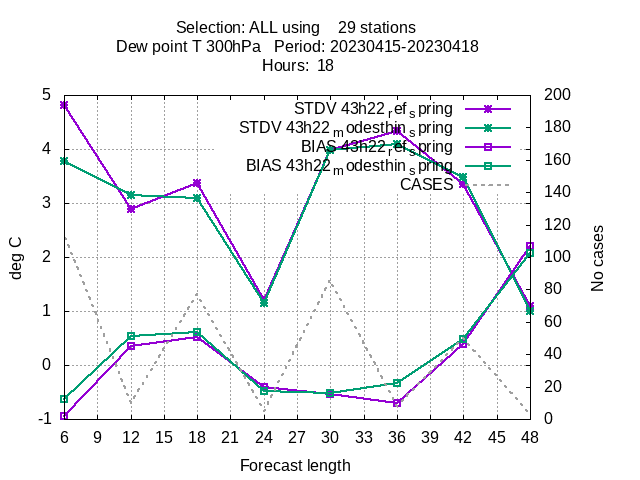 Selection: ALL using 29 stations
Dew point T 300hPa Period: 20230415-20230418
Hours: 18
STDV 43h22_ref_spring
STDV 43h22_modesthin_spring
BIAS 43h22_ref_spring
BIAS 43h22_modesthin_spring
CASES
deg C
5
4
3
2
1
0
-1
No cases
200
180
160
140
120
100
80
60
40
20
0
6 9 12 15 18 21 24 27 30 33 36 39 42 45 48
Forecast length